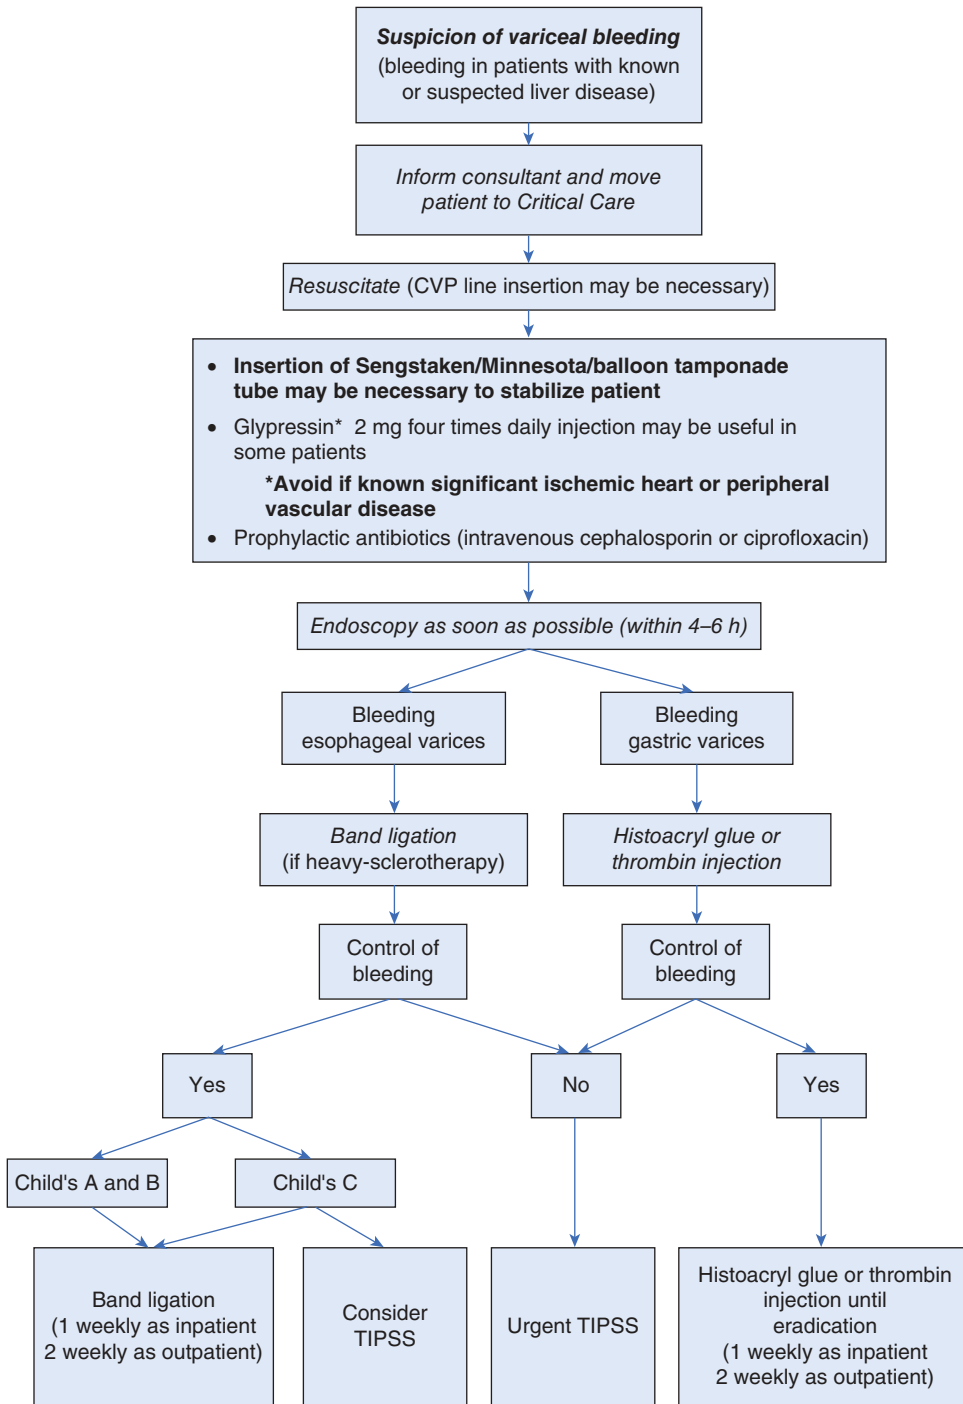 Suspicion of variceal bleeding
(bleeding in patients with known
or suspected liver disease)
Inform consultant and move
patient to Critical Care
Resuscitate (CVP line insertion may be necessary)
• Insertion of Sengstaken/Minnesota/balloon tamponade
tube may be necessary to stabilize patient
• Glypressin* 2 mg four times daily injection may be useful in
some patients
*Avoid if known significant ischemic heart or peripheral
vascular disease
• Prophylactic antibiotics (intravenous cephalosporin or ciprofloxacin)
Endoscopy as soon as possible (within 4–6 h)
Bleeding
esophageal varices
Bleeding
gastric varices
Band ligation
(if heavy-sclerotherapy)
Histoacryl glue or
thrombin injection
Control of
bleeding
Control of
bleeding
Yes
No
Yes
Child's A and B
Child's C
Band ligation
(1 weekly as inpatient
2 weekly as outpatient)
Consider
TIPSS
Urgent TIPSS
Histoacryl glue or thrombin
injection until
eradication
(1 weekly as inpatient
2 weekly as outpatient)